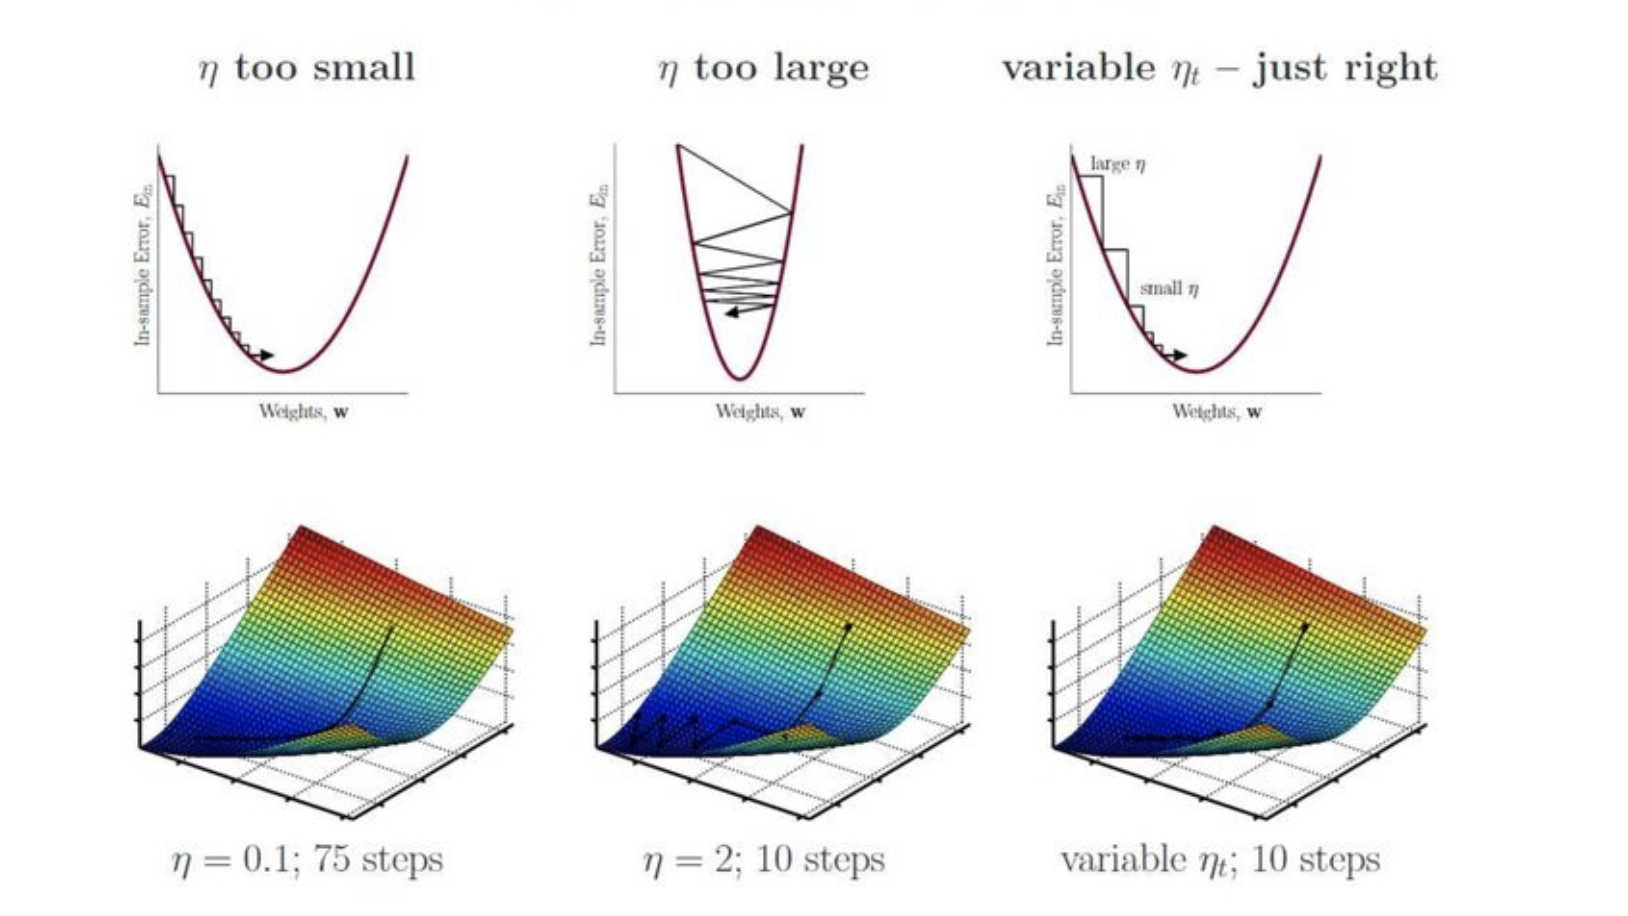 η too small
η too large
variable ηt – just right
In-sample Error, Ein
Weights, w
In-sample Error, Ein
Weights, w
large η
small η
In-sample Error, Ein
Weights, w
η = 0.1; 75 steps
η = 2; 10 steps
variable ηt; 10 steps